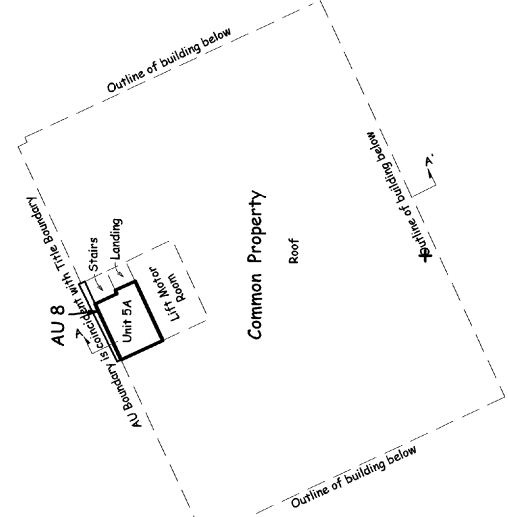 Outline of building below
Outline of building below
A'
AU Boundary is coincident with Title Boundary
Stairs
Landing
Lift Motor
Room
Unit 5A
AU 8
A
Common Property
Roof
Outline of building below